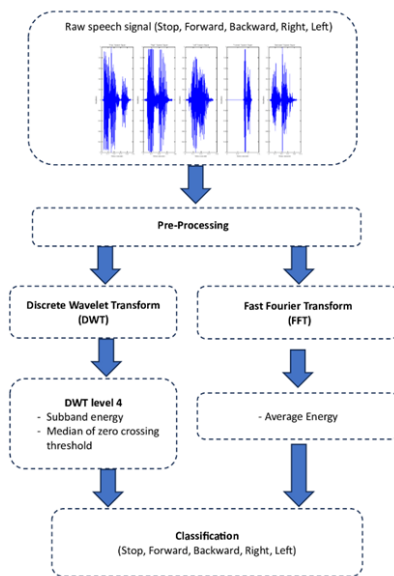 Raw speech signal (Stop, Forward, Backward, Right, Left)
Pre-Processing
Discrete Wavelet Transform
(DWT)
Fast Fourier Transform
(FFT)
DWT level 4
- Subband energy
- Median of zero crossing
threshold
- Average Energy
Classification
(Stop, Forward, Backward, Right, Left)